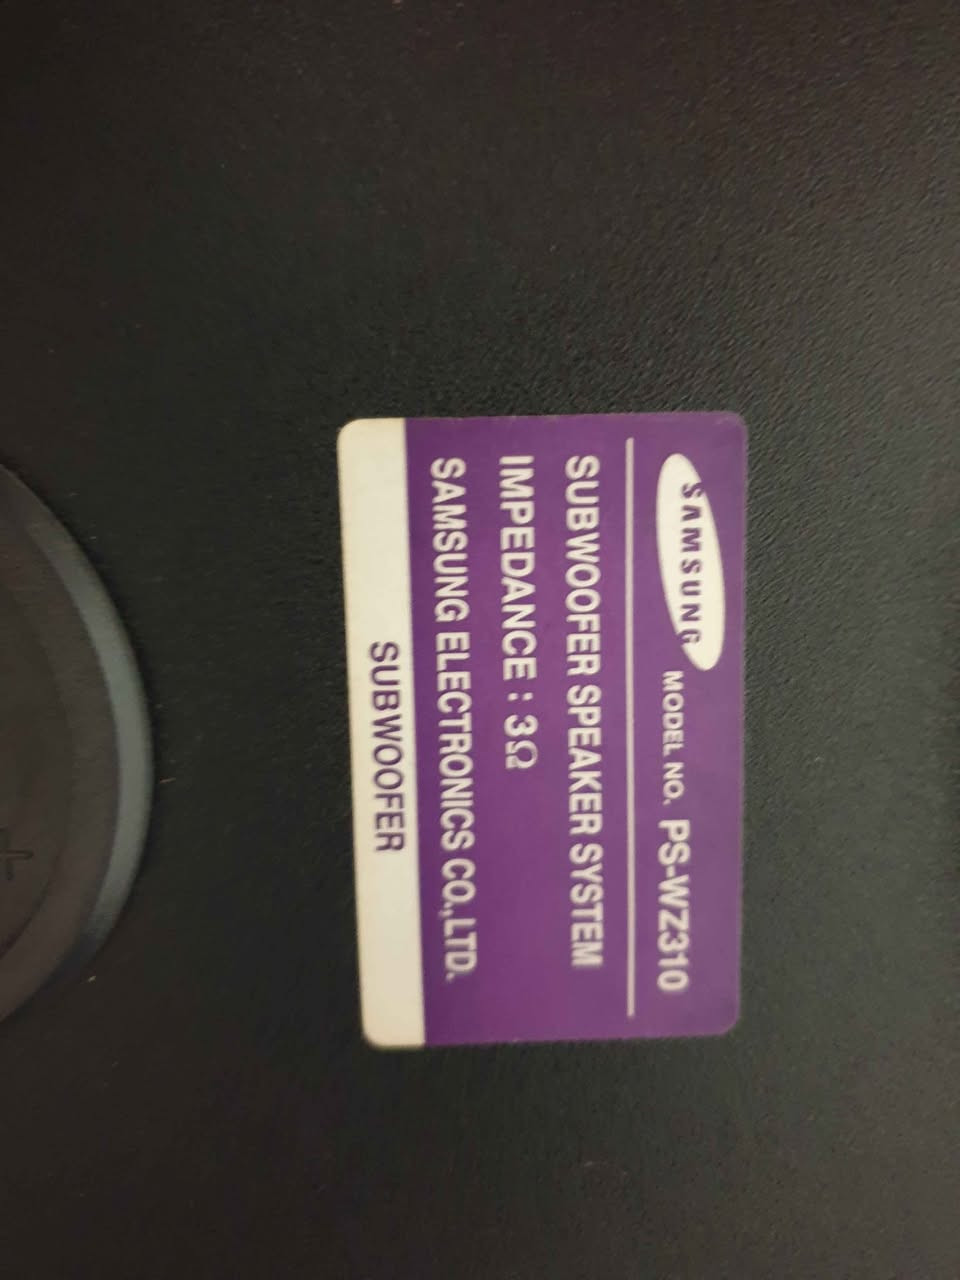 SAMSUNG MODEL NO. PS-WZ310
SUBWOOFER SPEAKER SYSTEM
IMPEDANCE : 3Ω
SAMSUNG ELECTRONICS CO.,LTD.
SUBWOOFER
+